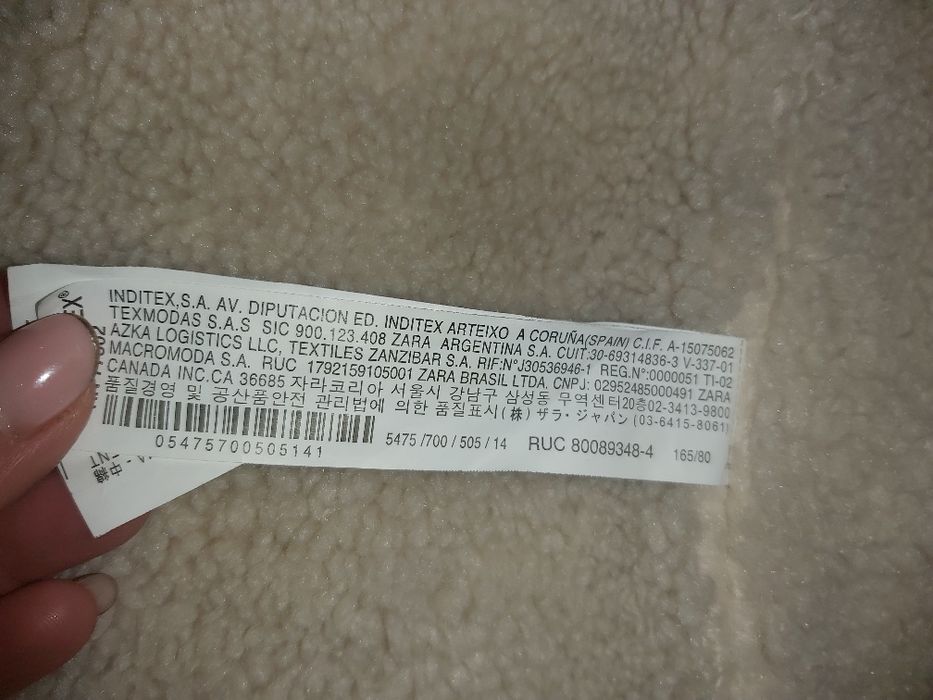 INDITEX,S.A. AV. DIPUTACION ED. INDITEX ARTEIXO A CORUÑA(SPAIN) C.I.F. A-15075062
TEXMODAS S.A.S SIC 900.123.408 ZARA ARGENTINA S.A. CUIT:30-69314836-3 V-337-01
AZKA LOGISTICS LLC, TEXTILES ZANZIBAR S.A. RIF:N°J30536946-1 REG.N°:0000051 TI-02
MACROMODA S.A. RUC 1792159105001 ZARA BRASIL LTDA. CNPJ: 02952485000491 ZARA
CANADA INC.CA 36685 자라코리아 서울시 강남구 삼성동 무역센터20층02-3413-9800
품질경영 및 공산품안전 관리법에 의한 품질표시(株) ザラ・ジャパン (03-6415-8061)
05475700505141
5475 /700 / 505 / 14 RUC 80089348-4 165/80
TEX®
中